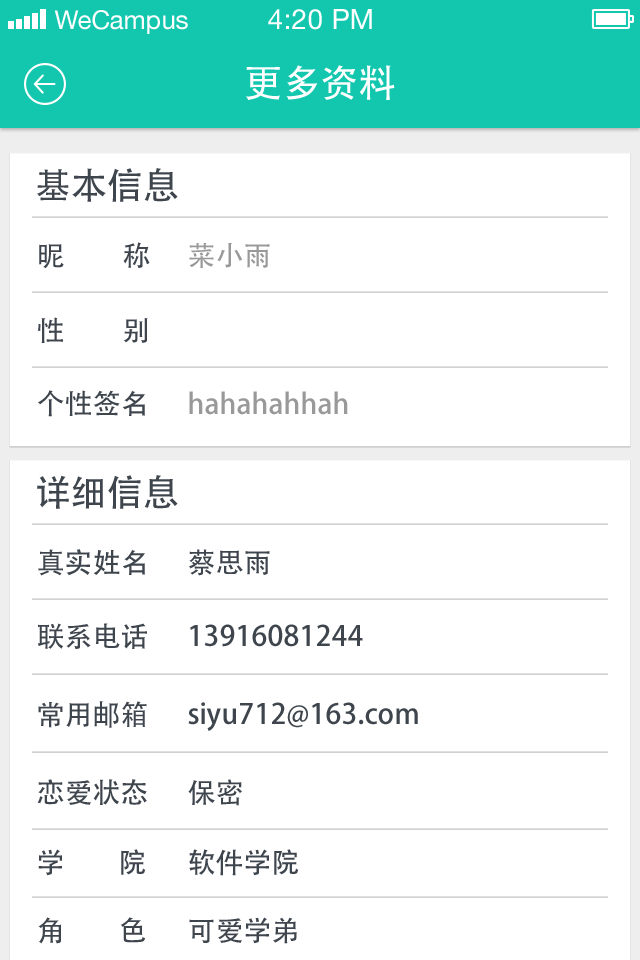 WeCampus 4:20 PM
更多资料
基本信息
昵 称 菜小雨
性 别
个性签名 hahahahhah
详细信息
真实姓名 蔡思雨
联系电话 13916081244
常用邮箱 siyu712@163.com
恋爱状态 保密
学 院 软件学院
角 色 可爱学弟